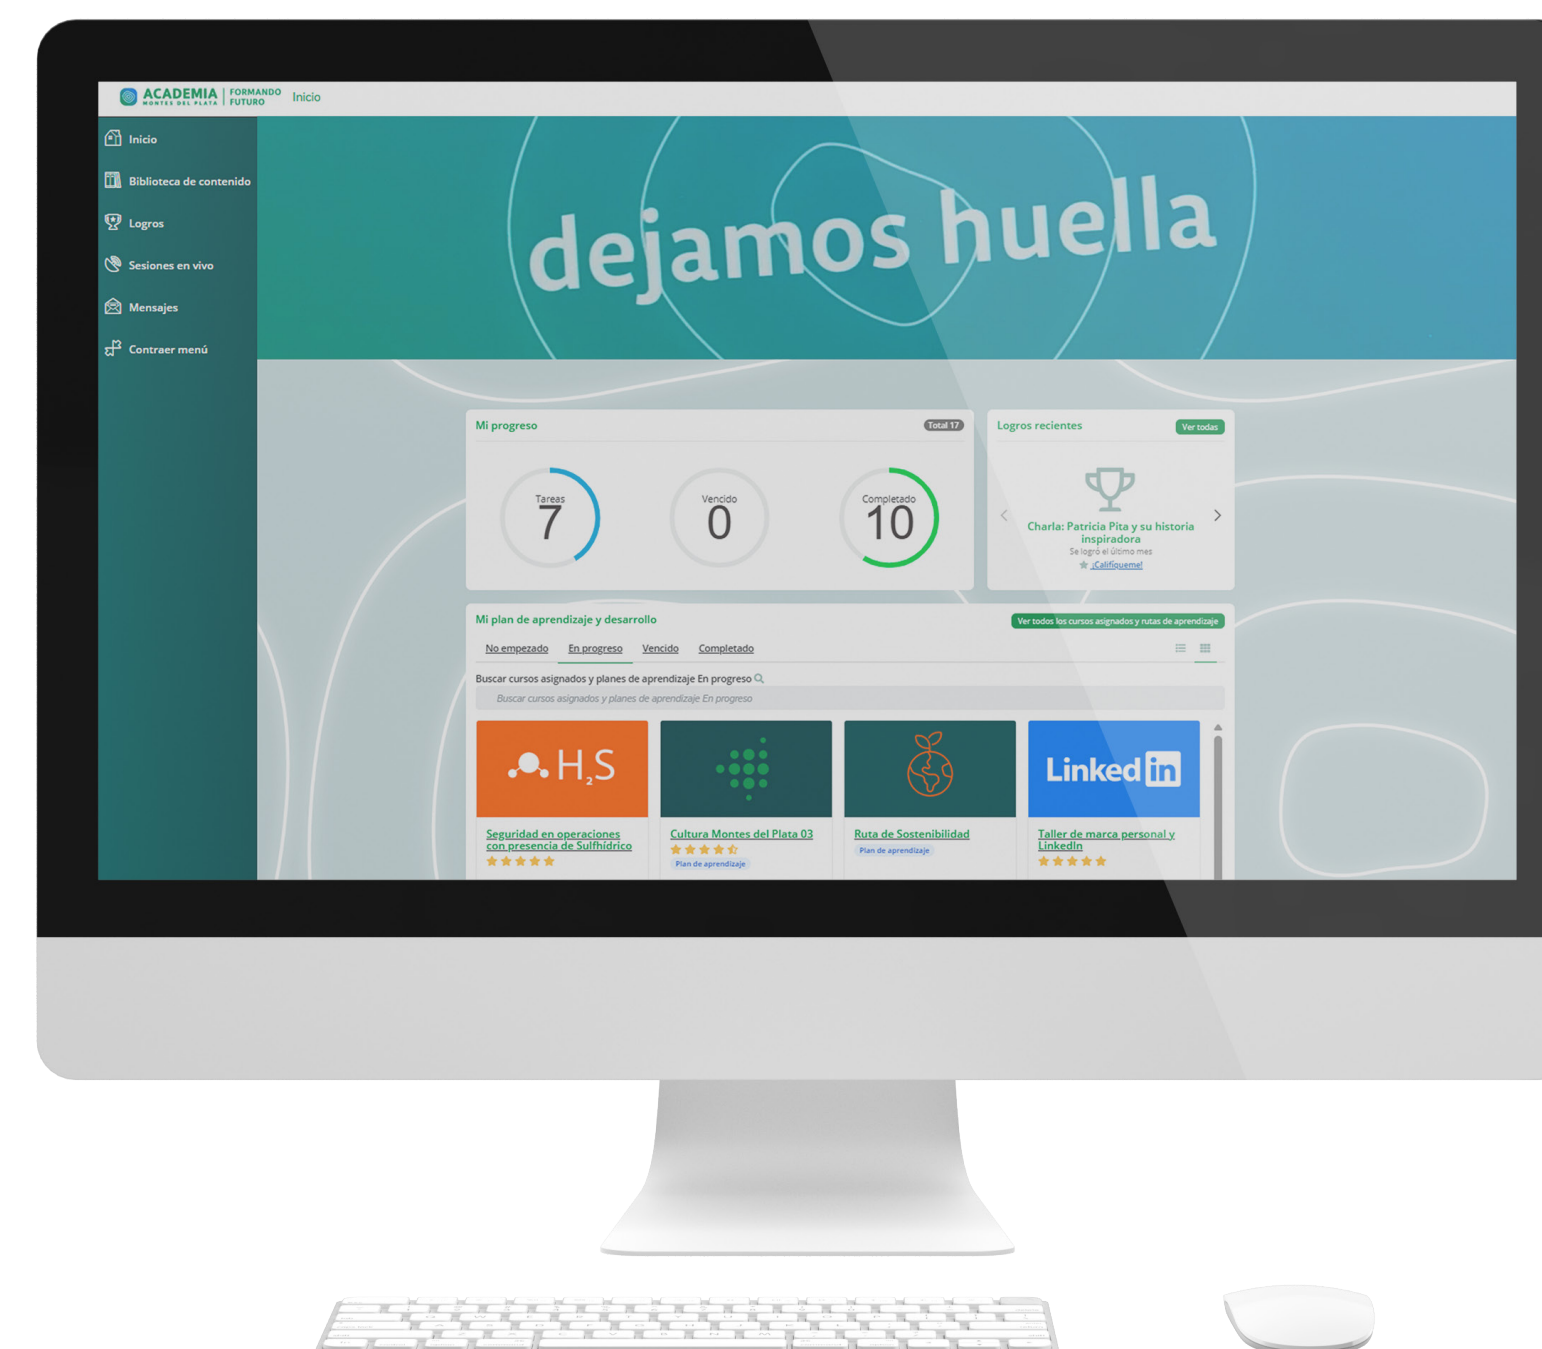 ACADEMIA
MONTES DEL PLATA
FORMANDO
FUTURO
Inicio
Inicio
Biblioteca de contenido
Logros
Sesiones en vivo
Mensajes
Contraer menú
dejamos huella
Mi progreso
Total 17
Tareas
7
Vencido
0
Completado
10
Logros recientes
Ver todas
Charla: Patricia Pita y su historia
inspiradora
Se logró el último mes
¡Califíqueme!
Mi plan de aprendizaje y desarrollo
Ver todos los cursos asignados y rutas de aprendizaje
No empezado
En progreso
Vencido
Completado
Buscar cursos asignados y planes de aprendizaje En progreso
Buscar cursos asignados y planes de aprendizaje En progreso
H2S
Linked in
Seguridad en operaciones
con presencia de Sulfhídrico
Cultura Montes del Plata 03
Plan de aprendizaje
Ruta de Sostenibilidad
Plan de aprendizaje
Taller de marca personal y
LinkedIn